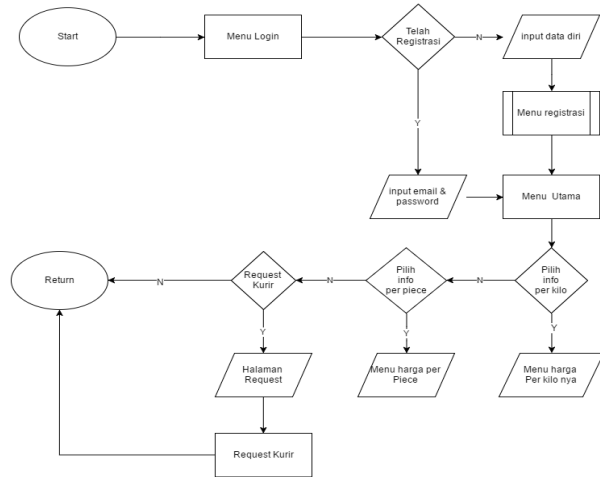 Start
Menu Login
Telah
Registrasi
N
input data diri
Menu registrasi
Y
input email &
password
Menu Utama
Return
N
Request
Kurir
N
Pilih
info
per piece
N
Pilih
info
per kilo
Y
Y
Y
Halaman
Request
Menu harga per
Piece
Menu harga
Per kilo nya
Request Kurir